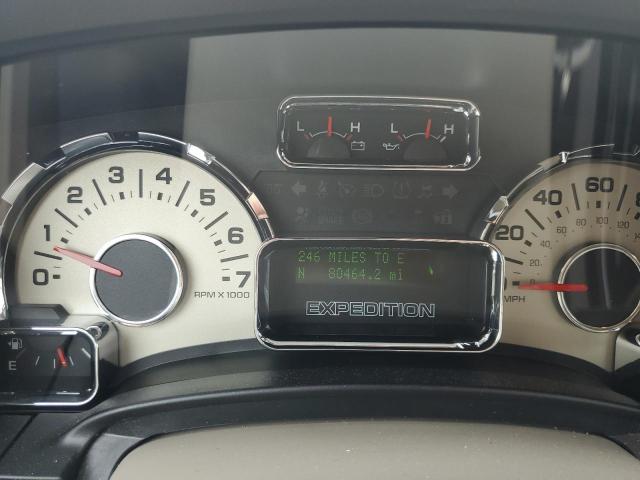 L H L H
0 1 2 3 4 5 6 7
RPM X 1000
246 MILES TO E
N 80464.2 mi
EXPEDITION
20 40 60
MPH
E